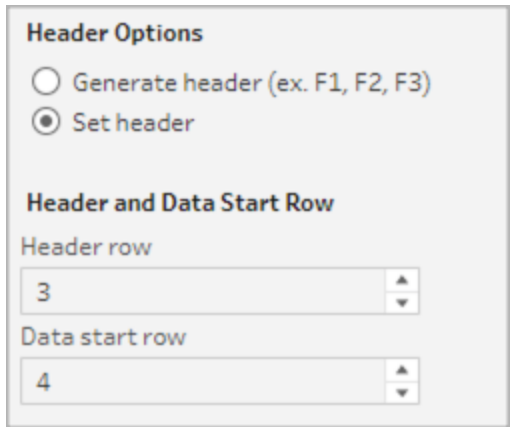 Header Options
Generate header (ex. F1, F2, F3)
Set header
Header and Data Start Row
Header row
3
Data start row
4